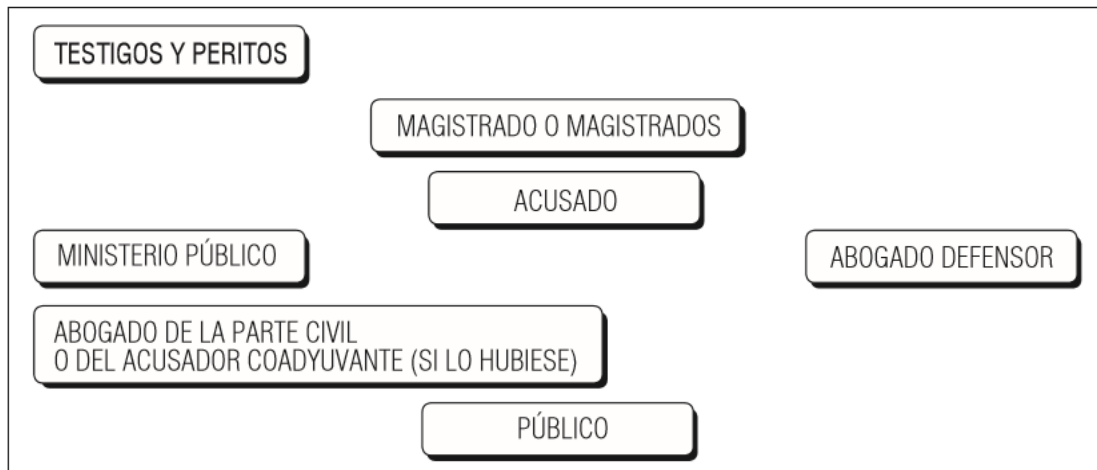 TESTIGOS Y PERITOS
MAGISTRADO O MAGISTRADOS
ACUSADO
MINISTERIO PÚBLICO
ABOGADO DEFENSOR
ABOGADO DE LA PARTE CIVIL
O DEL ACUSADOR COADYUVANTE (SI LO HUBIESE)
PÚBLICO